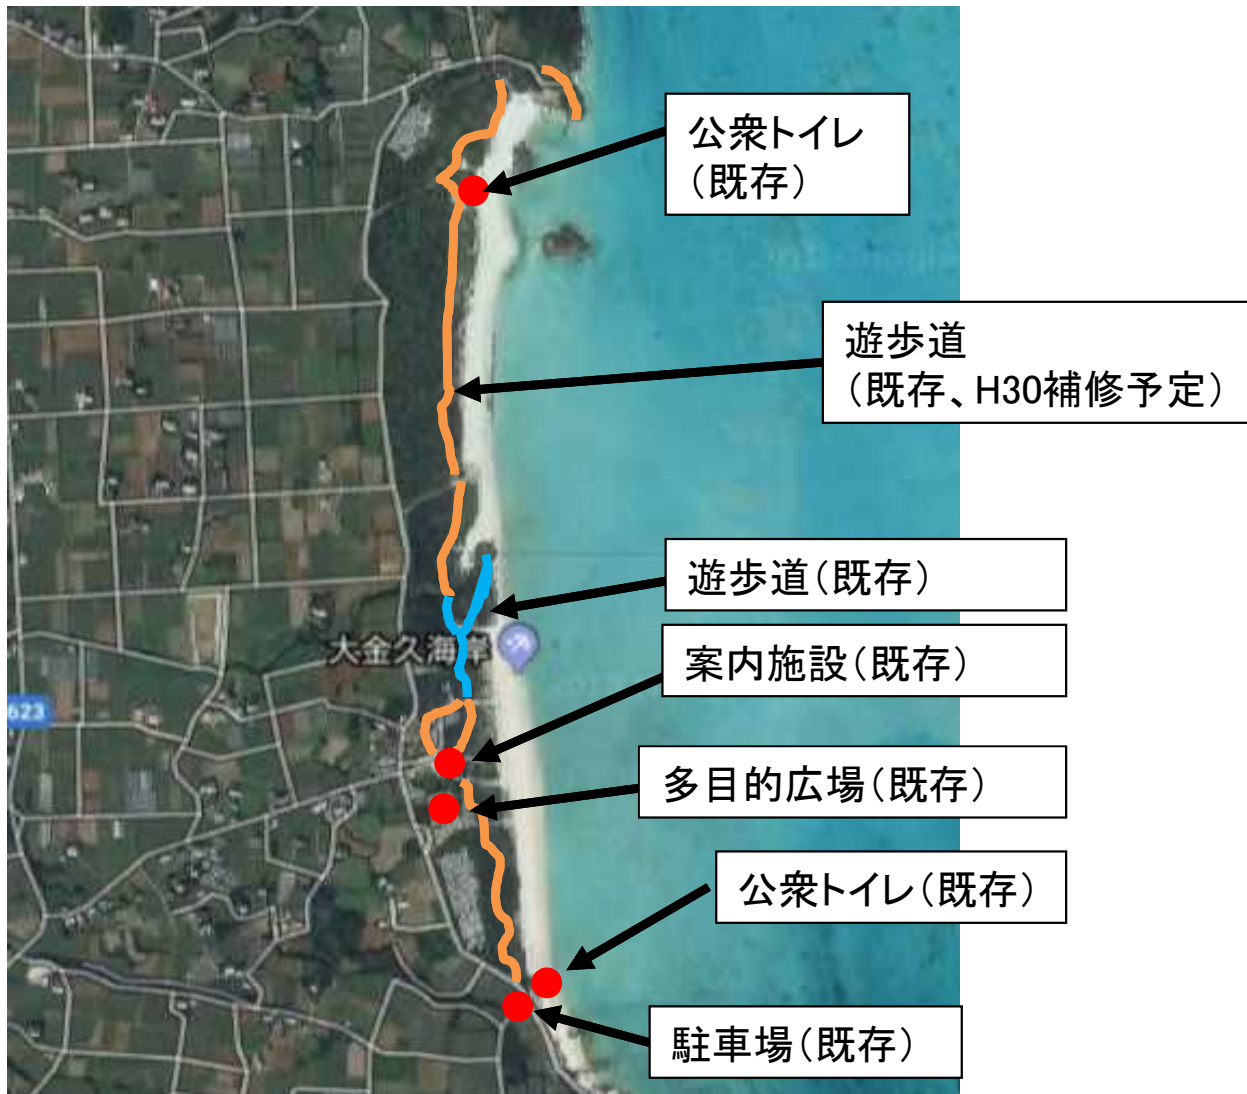 公衆トイレ
（既存）
遊歩道
（既存、H30補修予定）
遊歩道（既存）
大金久海岸
案内施設（既存）
623
多目的広場（既存）
公衆トイレ（既存）
駐車場（既存）